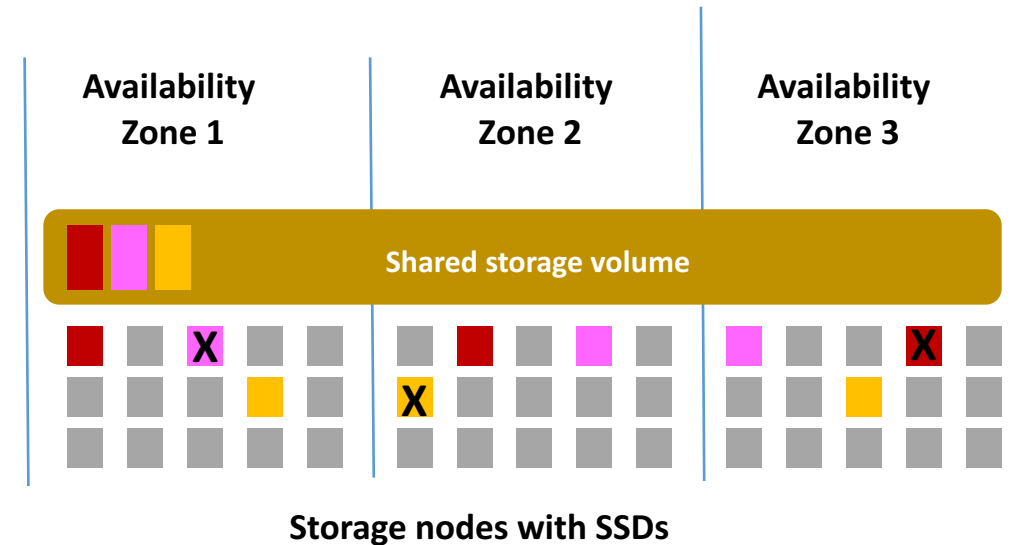 Availability
Zone 1
Availability
Zone 2
Availability
Zone 3
Shared storage volume
X
X
X
Storage nodes with SSDs